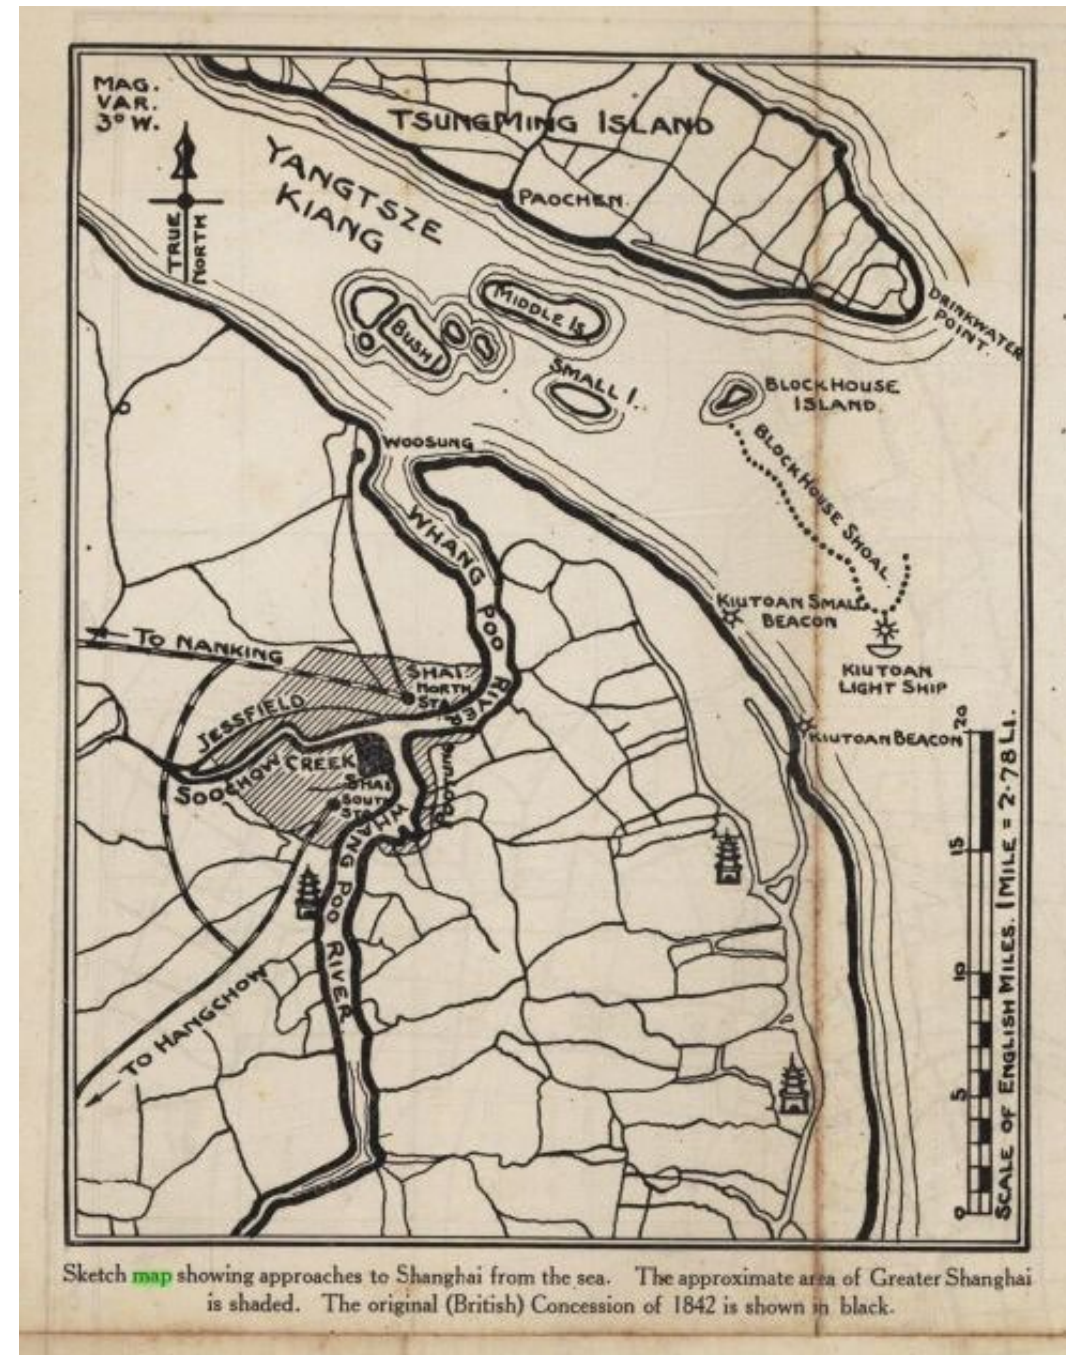 MAG.
VAR.
3° W.
TRUE
NORTH
TSUNGMING ISLAND
YANGTSZE
KIANG
PAOCHEN.
DRINKWATER
POINT.
MIDDLE IS
BUSH I
SMALL I.
BLOCKHOUSE
ISLAND.
BLOCKHOUSE SHOAL.
WOOSUNG
WHANG POO RIVER
KIUTOAN SMALL
BEACON
KIUTOAN
LIGHT SHIP
KIUTOAN BEACON
TO NANKING
SHAI
NORTH
STA
JESSFIELD
SOOCHOW CREEK
SHAI
SOUTH
STA
POOTUNG
WHANG POO RIVER
TO HANGCHOW
20
15
10
5
0
SCALE OF ENGLISH MILES. 1 MILE = 2.78 LI.
Sketch map showing approaches to Shanghai from the sea. The approximate area of Greater Shanghai
is shaded. The original (British) Concession of 1842 is shown in black.